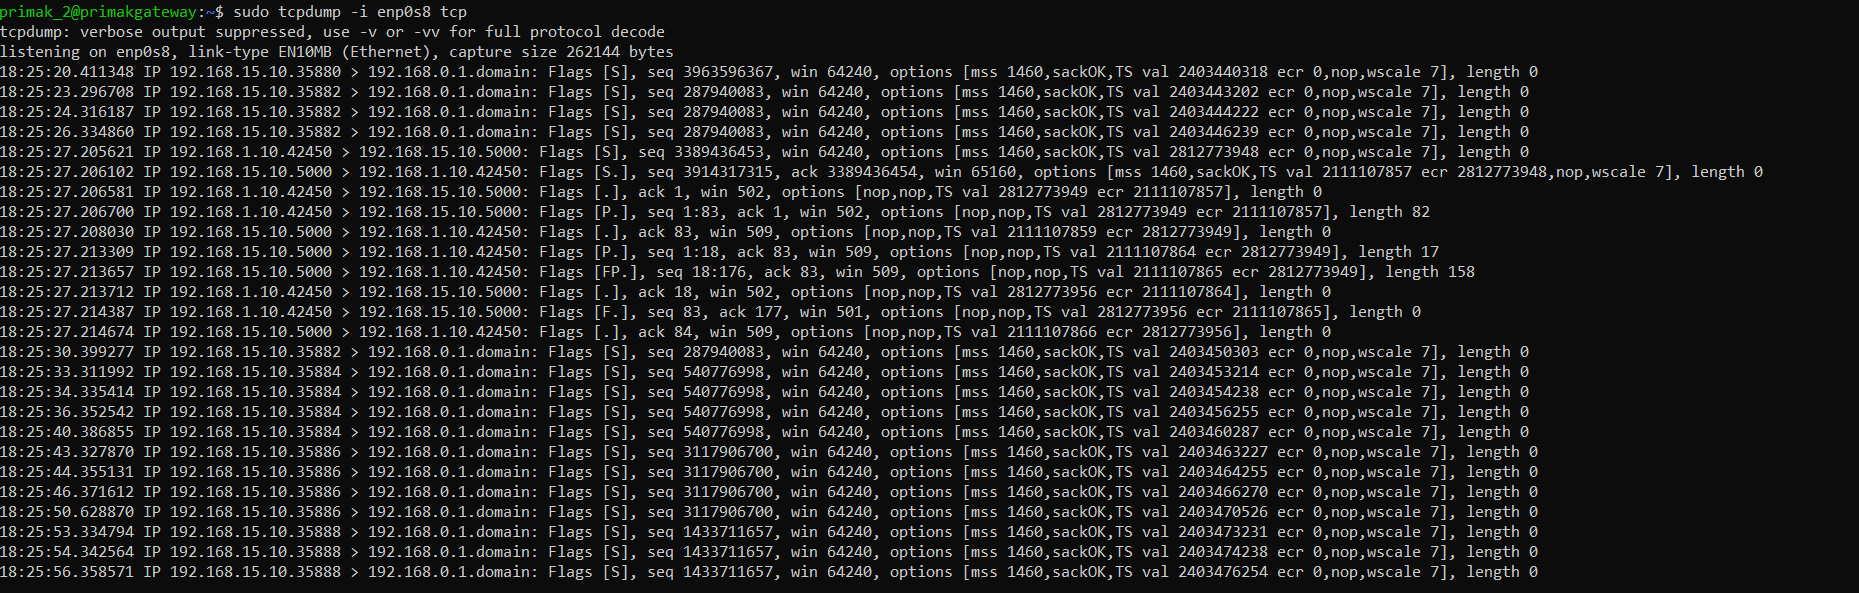 primak_2@primakgateway:~$ sudo tcpdump -i enp0s8 tcp
tcpdump: verbose output suppressed, use -v or -vv for full protocol decode
listening on enp0s8, link-type EN10MB (Ethernet), capture size 262144 bytes
18:25:20.411348 IP 192.168.15.10.35880 > 192.168.0.1.domain: Flags [S], seq 3963596367, win 64240, options [mss 1460,sackOK,TS val 2403440318 ecr 0,nop,wscale 7], length 0
18:25:23.296708 IP 192.168.15.10.35882 > 192.168.0.1.domain: Flags [S], seq 287940083, win 64240, options [mss 1460,sackOK,TS val 2403443202 ecr 0,nop,wscale 7], length 0
18:25:24.316187 IP 192.168.15.10.35882 > 192.168.0.1.domain: Flags [S], seq 287940083, win 64240, options [mss 1460,sackOK,TS val 2403444222 ecr 0,nop,wscale 7], length 0
18:25:26.334860 IP 192.168.15.10.35882 > 192.168.0.1.domain: Flags [S], seq 287940083, win 64240, options [mss 1460,sackOK,TS val 2403446239 ecr 0,nop,wscale 7], length 0
18:25:27.205621 IP 192.168.1.10.42450 > 192.168.15.10.5000: Flags [S], seq 3389436453, win 64240, options [mss 1460,sackOK,TS val 2812773948 ecr 0,nop,wscale 7], length 0
18:25:27.206102 IP 192.168.15.10.5000 > 192.168.1.10.42450: Flags [S.], seq 3914317315, ack 3389436454, win 65160, options [mss 1460,sackOK,TS val 2111107857 ecr 2812773948,nop,wscale 7], length 0
18:25:27.206581 IP 192.168.1.10.42450 > 192.168.15.10.5000: Flags [.], ack 1, win 502, options [nop,nop,TS val 2812773949 ecr 2111107857], length 0
18:25:27.206700 IP 192.168.1.10.42450 > 192.168.15.10.5000: Flags [P.], seq 1:83, ack 1, win 502, options [nop,nop,TS val 2812773949 ecr 2111107857], length 82
18:25:27.208030 IP 192.168.15.10.5000 > 192.168.1.10.42450: Flags [.], ack 83, win 509, options [nop,nop,TS val 2111107859 ecr 2812773949], length 0
18:25:27.213309 IP 192.168.15.10.5000 > 192.168.1.10.42450: Flags [P.], seq 1:18, ack 83, win 509, options [nop,nop,TS val 2111107864 ecr 2812773949], length 17
18:25:27.213657 IP 192.168.15.10.5000 > 192.168.1.10.42450: Flags [FP.], seq 18:176, ack 83, win 509, options [nop,nop,TS val 2111107865 ecr 2812773949], length 158
18:25:27.213712 IP 192.168.1.10.42450 > 192.168.15.10.5000: Flags [.], ack 18, win 502, options [nop,nop,TS val 2812773956 ecr 2111107864], length 0
18:25:27.214387 IP 192.168.1.10.42450 > 192.168.15.10.5000: Flags [F.], seq 83, ack 177, win 501, options [nop,nop,TS val 2812773956 ecr 2111107865], length 0
18:25:27.214674 IP 192.168.15.10.5000 > 192.168.1.10.42450: Flags [.], ack 84, win 509, options [nop,nop,TS val 2111107866 ecr 2812773956], length 0
18:25:30.399277 IP 192.168.15.10.35882 > 192.168.0.1.domain: Flags [S], seq 287940083, win 64240, options [mss 1460,sackOK,TS val 2403450303 ecr 0,nop,wscale 7], length 0
18:25:33.311992 IP 192.168.15.10.35884 > 192.168.0.1.domain: Flags [S], seq 540776998, win 64240, options [mss 1460,sackOK,TS val 2403453214 ecr 0,nop,wscale 7], length 0
18:25:34.335414 IP 192.168.15.10.35884 > 192.168.0.1.domain: Flags [S], seq 540776998, win 64240, options [mss 1460,sackOK,TS val 2403454238 ecr 0,nop,wscale 7], length 0
18:25:36.352542 IP 192.168.15.10.35884 > 192.168.0.1.domain: Flags [S], seq 540776998, win 64240, options [mss 1460,sackOK,TS val 2403456255 ecr 0,nop,wscale 7], length 0
18:25:40.386855 IP 192.168.15.10.35884 > 192.168.0.1.domain: Flags [S], seq 540776998, win 64240, options [mss 1460,sackOK,TS val 2403460287 ecr 0,nop,wscale 7], length 0
18:25:43.327870 IP 192.168.15.10.35886 > 192.168.0.1.domain: Flags [S], seq 3117906700, win 64240, options [mss 1460,sackOK,TS val 2403463227 ecr 0,nop,wscale 7], length 0
18:25:44.355131 IP 192.168.15.10.35886 > 192.168.0.1.domain: Flags [S], seq 3117906700, win 64240, options [mss 1460,sackOK,TS val 2403464255 ecr 0,nop,wscale 7], length 0
18:25:46.371612 IP 192.168.15.10.35886 > 192.168.0.1.domain: Flags [S], seq 3117906700, win 64240, options [mss 1460,sackOK,TS val 2403466270 ecr 0,nop,wscale 7], length 0
18:25:50.628870 IP 192.168.15.10.35886 > 192.168.0.1.domain: Flags [S], seq 3117906700, win 64240, options [mss 1460,sackOK,TS val 2403470526 ecr 0,nop,wscale 7], length 0
18:25:53.334794 IP 192.168.15.10.35888 > 192.168.0.1.domain: Flags [S], seq 1433711657, win 64240, options [mss 1460,sackOK,TS val 2403473231 ecr 0,nop,wscale 7], length 0
18:25:54.342564 IP 192.168.15.10.35888 > 192.168.0.1.domain: Flags [S], seq 1433711657, win 64240, options [mss 1460,sackOK,TS val 2403474238 ecr 0,nop,wscale 7], length 0
18:25:56.358571 IP 192.168.15.10.35888 > 192.168.0.1.domain: Flags [S], seq 1433711657, win 64240, options [mss 1460,sackOK,TS val 2403476254 ecr 0,nop,wscale 7], length 0